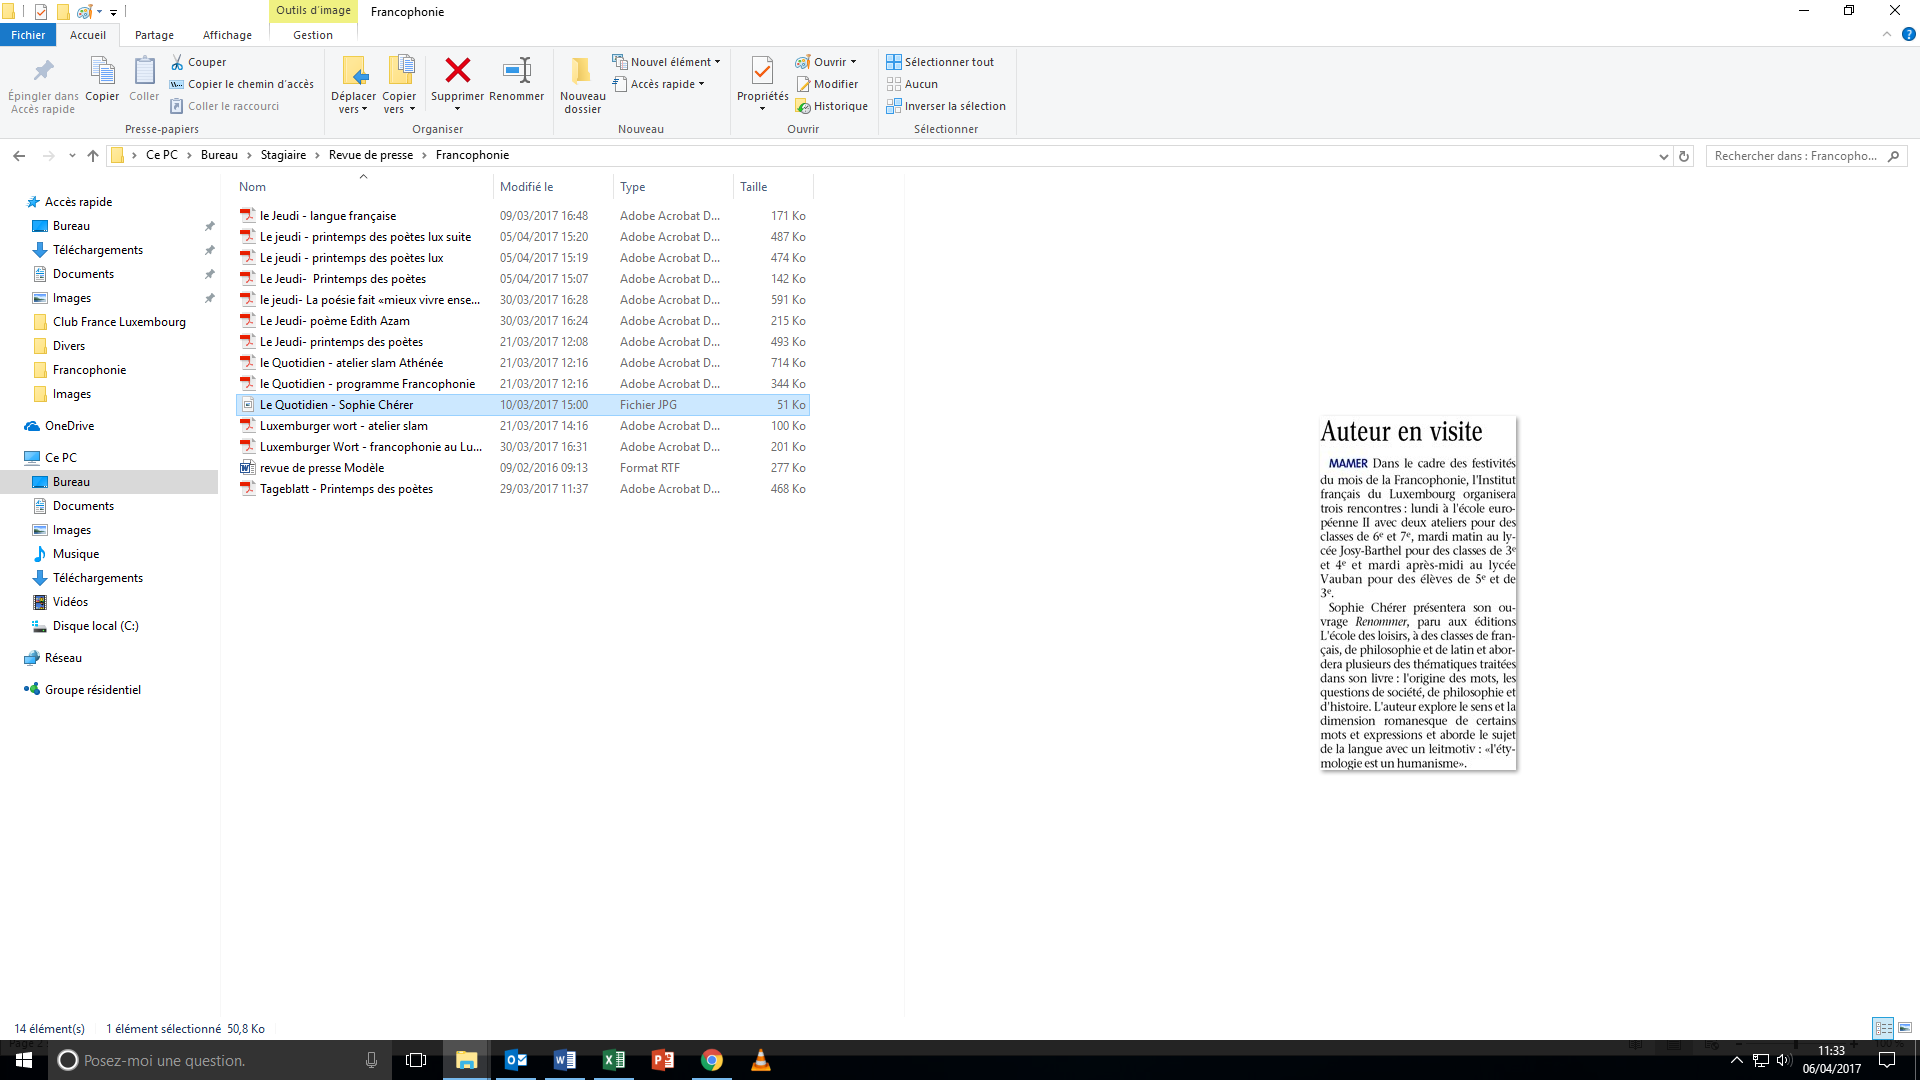 Outils d'image
Francophonie
Fichier
Accueil
Partage
Affichage
Gestion
Épingler dans
Accès rapide
Copier
Coller
Couper
Copier le chemin d'accès
Coller le raccourci
Presse-papiers
Déplacer
vers
Copier
vers
Supprimer
Renommer
Organiser
Nouveau
dossier
Nouvel élément
Accès rapide
Nouveau
Propriétés
Ouvrir
Modifier
Historique
Ouvrir
Sélectionner tout
Aucun
Inverser la sélection
Sélectionner
Ce PC > Bureau > Stagiaire > Revue de presse > Francophonie
Rechercher dans : Francopho...
Accès rapide
Bureau
Téléchargements
Documents
Images
Club France Luxembourg
Divers
Francophonie
Images
OneDrive
Ce PC
Bureau
Documents
Images
Musique
Téléchargements
Vidéos
Disque local (C:)
Réseau
Groupe résidentiel
Nom Modifié le Type Taille
le Jeudi - langue française 09/03/2017 16:48 Adobe Acrobat D... 171 Ko
Le jeudi - printemps des poètes lux suite 05/04/2017 15:20 Adobe Acrobat D... 487 Ko
Le jeudi - printemps des poètes lux 05/04/2017 15:19 Adobe Acrobat D... 474 Ko
Le Jeudi-  Printemps des poètes 05/04/2017 15:07 Adobe Acrobat D... 142 Ko
le jeudi- La poésie fait «mieux vivre ense... 30/03/2017 16:28 Adobe Acrobat D... 591 Ko
Le Jeudi- poème Edith Azam 30/03/2017 16:24 Adobe Acrobat D... 215 Ko
Le Jeudi- printemps des poètes 21/03/2017 12:08 Adobe Acrobat D... 493 Ko
le Quotidien - atelier slam Athénée 21/03/2017 12:16 Adobe Acrobat D... 714 Ko
le Quotidien - programme Francophonie 21/03/2017 12:16 Adobe Acrobat D... 344 Ko
Le Quotidien - Sophie Chérer 10/03/2017 15:00 Fichier JPG 51 Ko
Luxemburger wort - atelier slam 21/03/2017 14:16 Adobe Acrobat D... 100 Ko
Luxemburger Wort - francophonie au Lu... 30/03/2017 16:31 Adobe Acrobat D... 201 Ko
revue de presse Modèle 09/02/2016 09:13 Format RTF 277 Ko
Tageblatt - Printemps des poètes 29/03/2017 11:37 Adobe Acrobat D... 468 Ko
Auteur en visite
MAMER Dans le cadre des festivités
du mois de la Francophonie, l'Institut
français du Luxembourg organisera
trois rencontres : lundi à l'école euro-
péenne II avec deux ateliers pour des
classes de 6e et 7e, mardi matin au ly-
cée Josy-Barthel pour des classes de 3e
et 4e et mardi après-midi au lycée
Vauban pour des élèves de 5e et de
3e.
Sophie Chérer présentera son ou-
vrage Renommer, paru aux éditions
L'école des loisirs, à des classes de fran-
çais, de philosophie et de latin et abor-
dera plusieurs des thématiques traitées
dans son livre : l'origine des mots, les
questions de société, de philosophie et
d'histoire. L'auteur explore le sens et la
dimension romanesque de certains
mots et expressions et aborde le sujet
de la langue avec un leitmotiv : «l'éty-
mologie est un humanisme».
14 élément(s) 1 élément sélectionné 50,8 Ko
Posez-moi une question.
11:33
06/04/2017